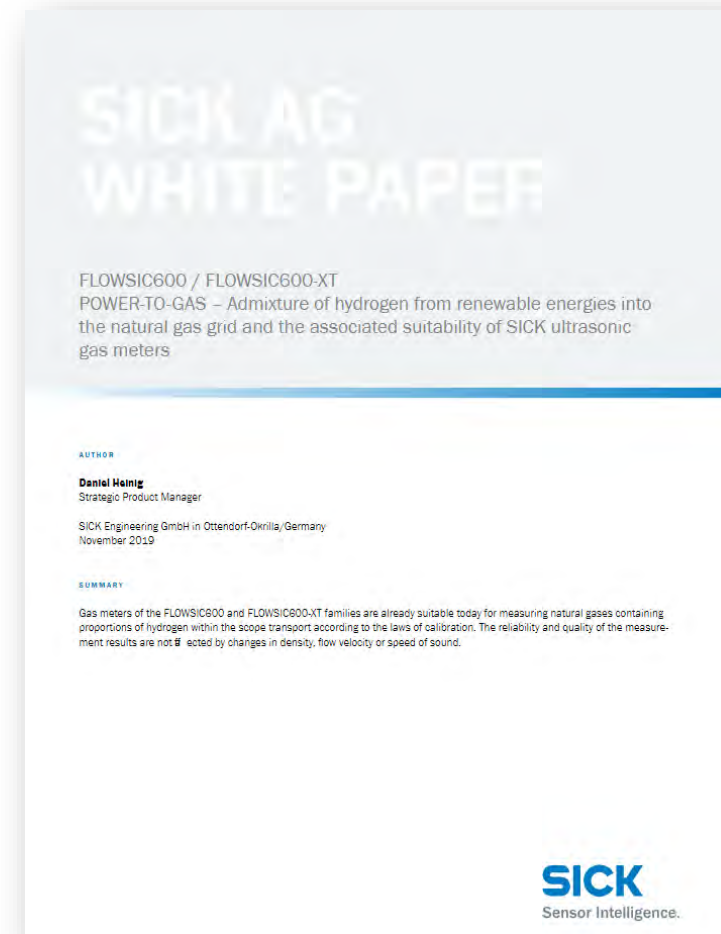 SICK AG
WHITE PAPER
FLOWSIC600 / FLOWSIC600-XT
POWER-TO-GAS – Admixture of hydrogen from renewable energies into
the natural gas grid and the associated suitability of SICK ultrasonic
gas meters
AUTHOR
Daniel Heinig
Strategic Product Manager
SICK Engineering GmbH in Ottendorf-Okrilla/Germany
November 2019
SUMMARY
Gas meters of the FLOWSIC600 and FLOWSIC600-XT families are already suitable today for measuring natural gases containing
proportions of hydrogen within the scope transport according to the laws of calibration. The reliability and quality of the measure-
ment results are not ected by changes in density, flow velocity or speed of sound.
SICK
Sensor Intelligence.